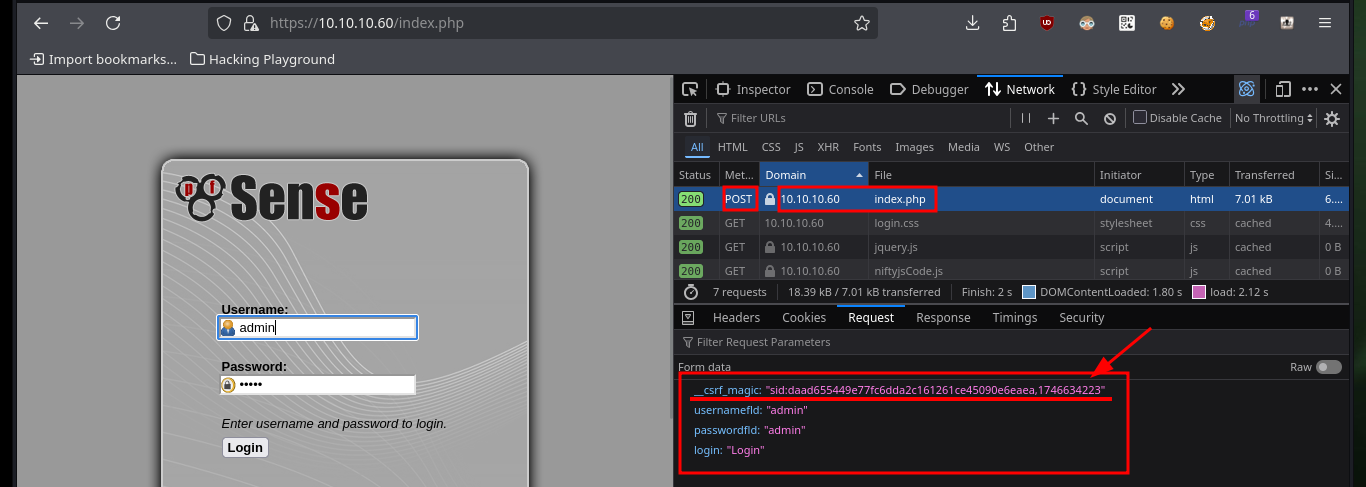 https://10.10.10.60/index.php
6
Import bookmarks... Hacking Playground
Inspector Console Debugger Network Style Editor
Filter URLs Disable Cache No Throttling
All HTML CSS JS XHR Fonts Images Media WS Other
Status Met... Domain File Initiator Type Transferred Si...
200 POST 10.10.10.60 index.php document html 7.01 kB 6....
200 GET 10.10.10.60 login.css stylesheet css cached 4....
200 GET 10.10.10.60 jquery.js script js cached 0 B
200 GET 10.10.10.60 niftyjsCode.js script js cached 0 B
7 requests 18.39 kB / 7.01 kB transferred Finish: 2 s DOMContentLoaded: 1.80 s load: 2.12 s
Headers Cookies Request Response Timings Security
Filter Request Parameters
Form data Raw
__csrf_magic: "sid:daad655449e77fc6dda2c161261ce45090e6eaea,1746634223"
usernamefld: "admin"
passwordfld: "admin"
login: "Login"
pf Sense
Username:
admin
Password:
•••••
Enter username and password to login.
Login